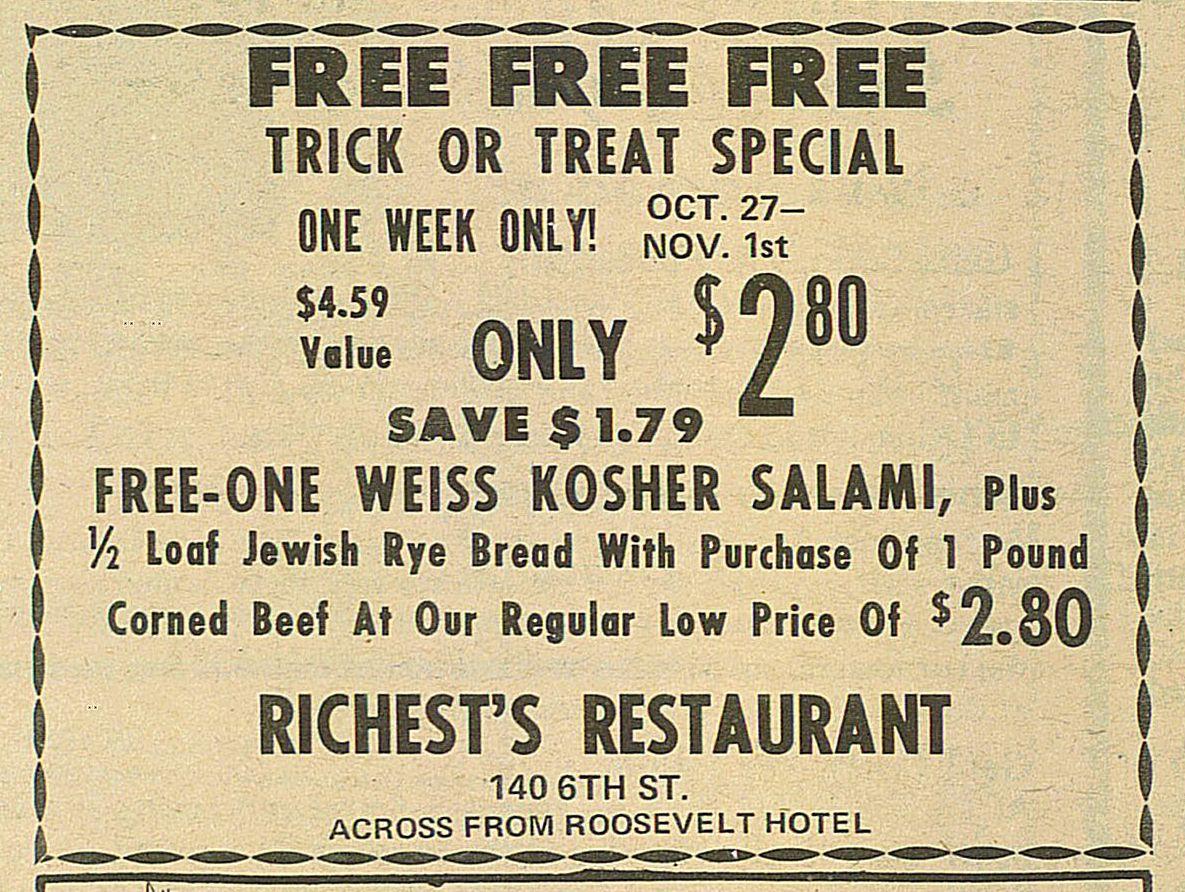 FREE FREE FREE
TRICK OR TREAT SPECIAL
ONE WEEK ONLY! OCT. 27–
NOV. 1st
$4.59
Value
ONLY $2.80
SAVE $1.79
FREE-ONE WEISS KOSHER SALAMI, Plus
½ Loaf Jewish Rye Bread With Purchase Of 1 Pound
Corned Beef At Our Regular Low Price Of $2.80
RICHEST'S RESTAURANT
140 6TH ST.
ACROSS FROM ROOSEVELT HOTEL